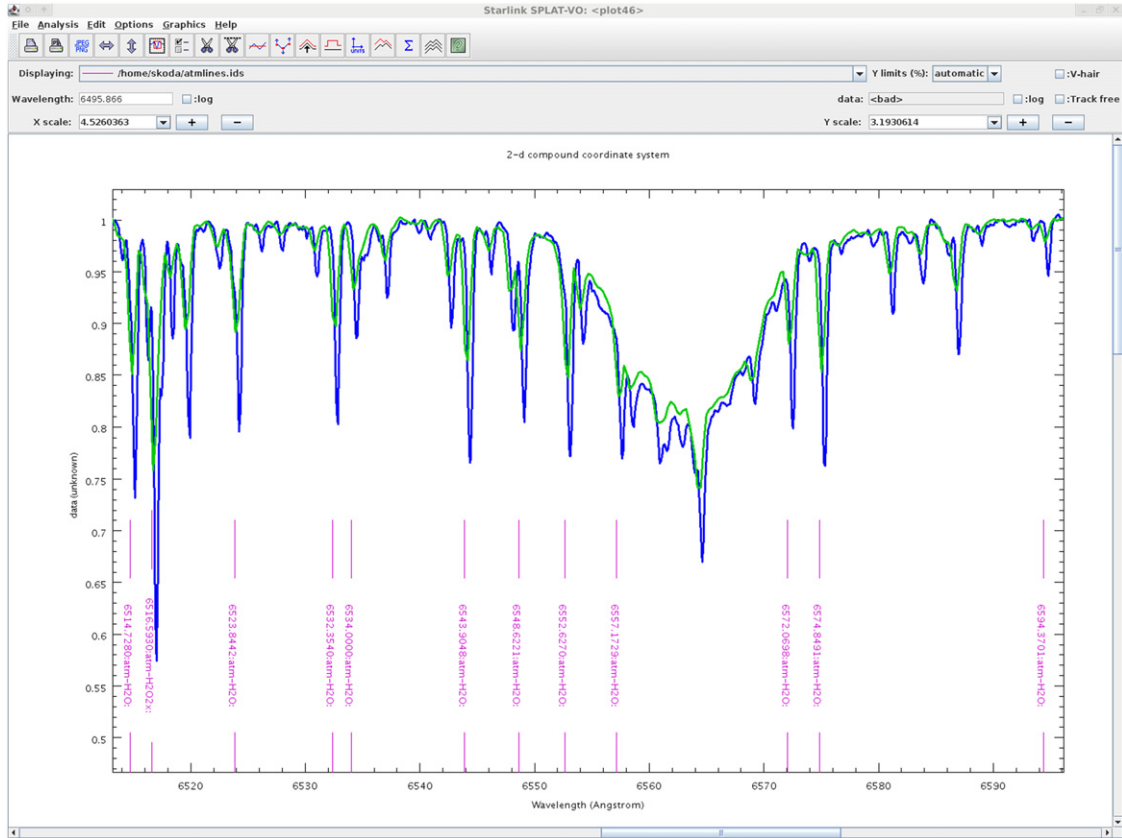 Starlink SPLAT-VO: <plot46>
File Analysis Edit Options Graphics Help
JPEG PNG
UNITS
Displaying: /home/skoda/atmlines.ids Y limits (%): automatic :V-hair
Wavelength: 6495.866 :log data: <bad> :log :Track free
X scale: 4.5260363 + − Y scale: 3.1930614 + −
2-d compound coordinate system
1
0.95
0.9
0.85
0.8
0.75
0.7
0.65
0.6
0.55
0.5
data (unknown)
6514.7280:atm-H2O:
6516.5930:atm-H2O2x:
6523.8442:atm-H2O:
6532.3540:atm-H2O:
6534.0000:atm-H2O:
6543.9048:atm-H2O:
6548.6221:atm-H2O:
6552.6270:atm-H2O:
6557.1729:atm-H2O:
6572.0698:atm-H2O:
6574.8491:atm-H2O:
6594.3701:atm-H2O:
6520 6530 6540 6550 6560 6570 6580 6590
Wavelength (Angstrom)